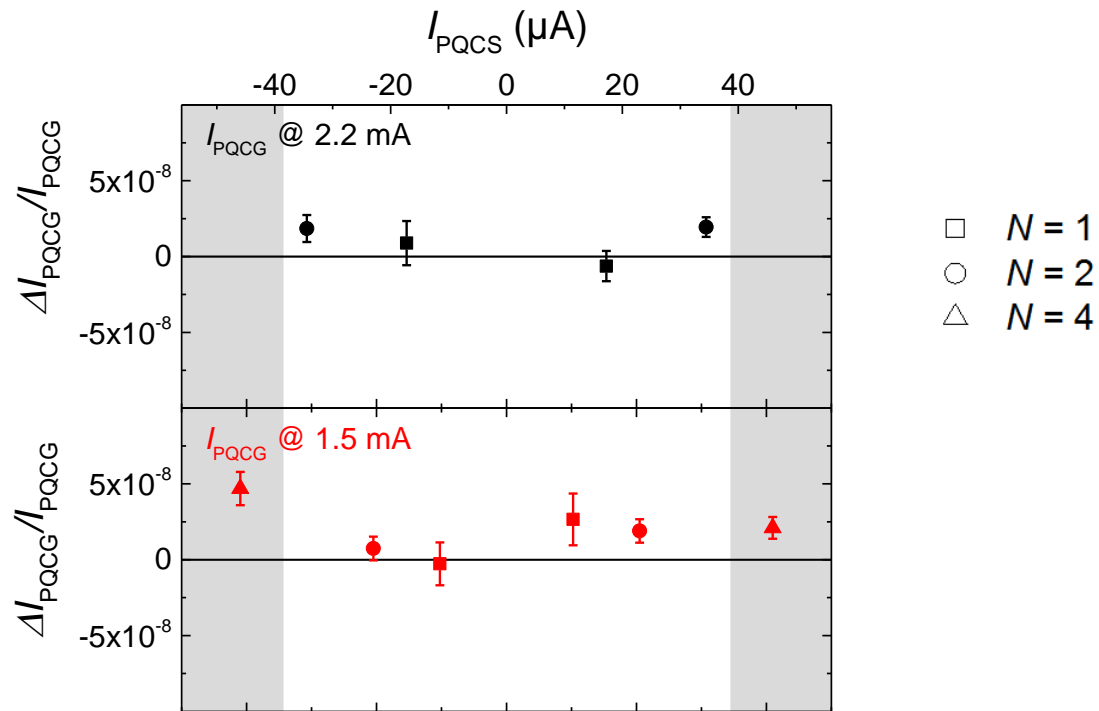 I_PQCS (µA)
-40 -20 0 20 40
I_PQCG @ 2.2 mA
ΔI_PQCG/I_PQCG
5x10⁻⁸
0
-5x10⁻⁸
N = 1
N = 2
N = 4
I_PQCG @ 1.5 mA
ΔI_PQCG/I_PQCG
5x10⁻⁸
0
-5x10⁻⁸